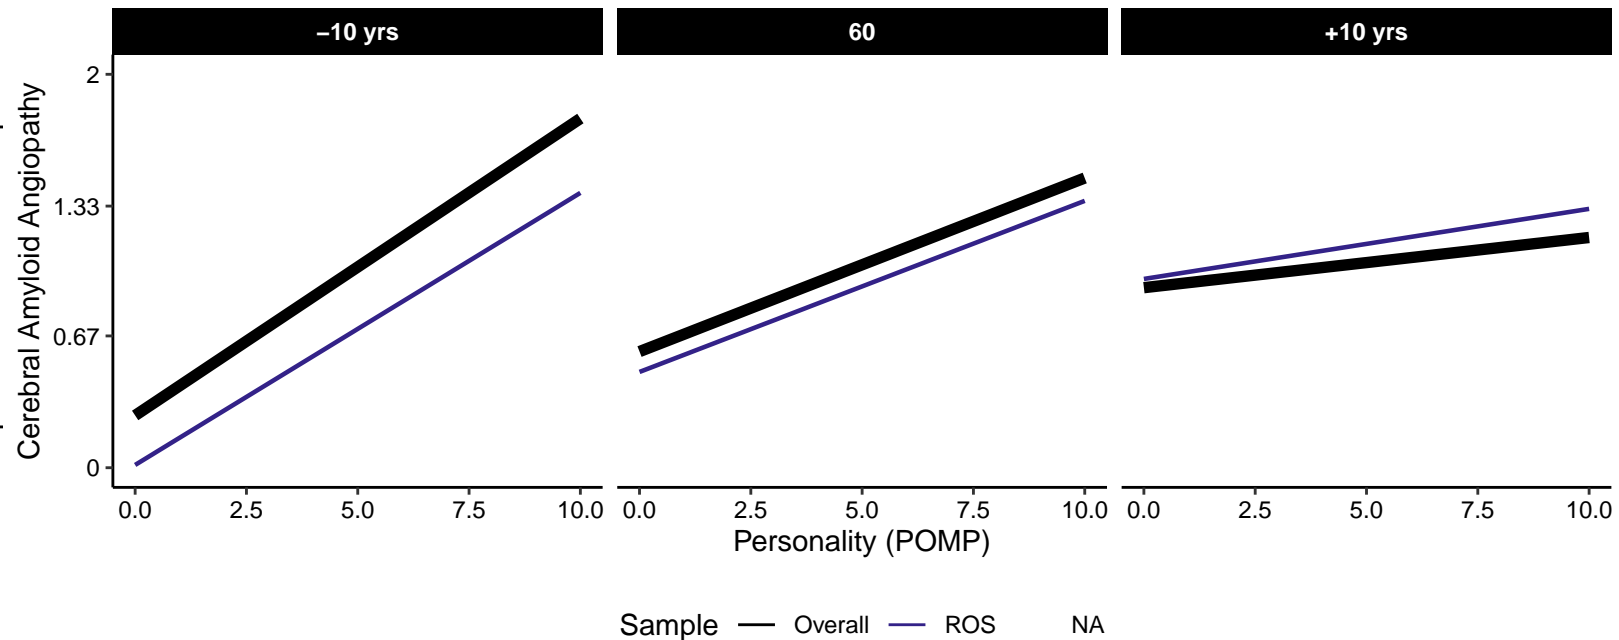 −10 yrs
60
+10 yrs
Cerebral Amyloid Angiopathy
2
1.33
0.67
0
0.0 2.5 5.0 7.5 10.0
0.0 2.5 5.0 7.5 10.0
0.0 2.5 5.0 7.5 10.0
Personality (POMP)
Sample Overall ROS NA